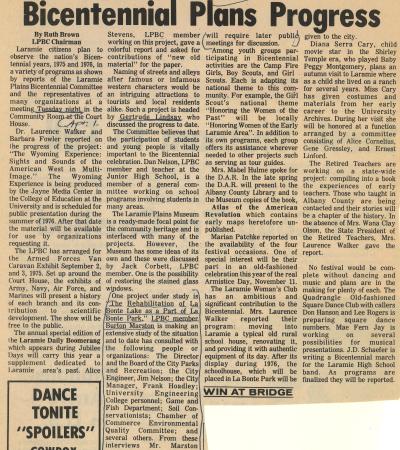 Bicentennial Plans Progress
By Ruth Brown
LPBC Chairman
Laramie citizens plan to
observe the nation's Bicen-
tennial years, 1975 and 1976, in
a variety of programs as shown
by reports of the Laramie
Plains Bicentennial Committee
and the representatives of
many organizations at a
meeting Tuesday night in the
Community Room at the Court
House.
Dr. Laurence Walker and
Barbara Fowler reported on
the progress of the project:
"The Wyoming Experience:
Sights and Sounds of the
American West in Multi-
Image." The Wyoming
Experience is being produced
by the Jayne Media Center in
the College of Education at the
University and is scheduled for
public presentation during the
summer of 1976. After that date
the material will be available
for use by organizations
requesting it.
The LPBC has arranged for
the Armed Forces Van
Caravan Exhibit September 2,
and 3, 1975. Set up around the
Court House, the exhibits of
Army, Navy, Air Force, and
Marines will present a history
of each branch and its con-
tribution to scientific
development. The show will be
free to the public.
The annual special edition of
the Laramie Daily Boomerang
which appears during Jubilee
Days will carry this year a
supplement dedicated to
Laramie area's past. Alice
DANCE
TONITE
"SPOILERS"
COWBOY
Stevens, LPBC member
working on this project, gave a
colorful report and asked for
contributions of "new old
material" for the paper.
Naming of streets and alleys
after famous or infamous
western characters would be
an intriguing attractions to
tourists and local residents
alike. Such a project is headed
by Gertrude Lindsay, who
discussed the progress to date.
The Committee believes that
the participation of students
and young people is vitally
important to the Bicentennial
celebration. Dan Nelson, LPBC
member and teacher at the
Junior High School, is a
member of a general com-
mittee working on school
programs involving students in
many areas.
The Laramie Plains Museum
is a ready-made focal point for
the community heritage and is
interfaced with many of the
projects. However, the
Museum has some ideas of its
own and these were discussed
by Jack Corbett, LPBC
member. One is the possibility
of restoring the stained glass
windows.
One project under study is
"The Rehabilitation of La
Bonte Lake as a Part of La
Bonte Park." LPBC member
Burton Marston is making an
extensive study of the situation
and to date has consulted with
the following people or
organizations: The Director
and the Board of the City Parks
and Recreation; the City
Engineer, Jim Nelson; the City
Manager, Frank Hoadley;
University Engineering
College personnel; Game and
Fish Department; Soil Con-
servationists; Chamber of
Commerce Environmental
Quality Committee; and
several others. From these
interviews Mr. Marston
will require later public
meetings for discussion.
Among youth groups par-
ticipating in Bicentennial
activities are the Camp Fire
Girls, Boy Scouts, and Girl
Scouts. Each is adapting its
national theme to this com-
munity. For example, the Girl
Scout's national theme
"Honoring the Women of the
Past" will be locally
"Honoring Women of the Early
Laramie Area". In addition to
its own programs, each group
offers its assistance wherever
needed to other projects such
as serving as tour guides.
Mrs. Mabel Hulme spoke for
the D.A.R. In the late spring
the D.A.R. will present to the
Albany County Library and to
the Museum copies of the book,
Atlas of the American
Revolution which contains
early maps heretofore un-
published.
Marian Patchke reported on
the availability of the four
festival occasions. One of
special interest will be their
part in an old-fashioned
celebration this year of the real
Armistice Day, November 11.
The Laramie Woman's Club
has an ambitious and
significant contribution to the
Bicentennial. Mrs. Laurence
Walker reported their
program: moving into
Laramie a typical old rural
school house, renovating it,
and providing it with authentic
equipment of its day. After its
display during 1976, the
schoolhouse, which will be
placed in La Bonte Park will be
WIN AT BRIDGE
given to the city.
Diana Serra Cary, child
movie star in the Shirley
Temple era, who played Baby
Peggy Montgomery, plans an
autumn visit to Laramie where
as a child she lived on a ranch
for several years. Miss Cary
has given costumes and
materials from her early
career to the University
Archives. During her visit she
will be honored at a function
arranged by a committee
consisting of Alice Cornelius,
Gene Gressley, and Ernest
Linford.
The Retired Teachers are
working on a state-wide
project: compiling into a book
the experiences of early
teachers. Those who taught in
Albany County are being
contacted and their stories will
be a chapter of the history. In
the absence of Mrs. Wana Clay
Olson, the State President of
the Retired Teachers, Mrs.
Laurence Walker gave the
report.
No festival would be com-
plete without dancing and
music and plans are in the
making for plenty of each. The
Quadrangle Old-fashioned
Square Dance Club with callers
Don Hanson and Lee Rogers is
preparing square dance
numbers. Mae Fern Jay is
working on several
possibilities for musical
presentations. J.D. Schaefer is
writing a Bicentennial march
for the Laramie High School
band. As programs are
finalized they will be reported.